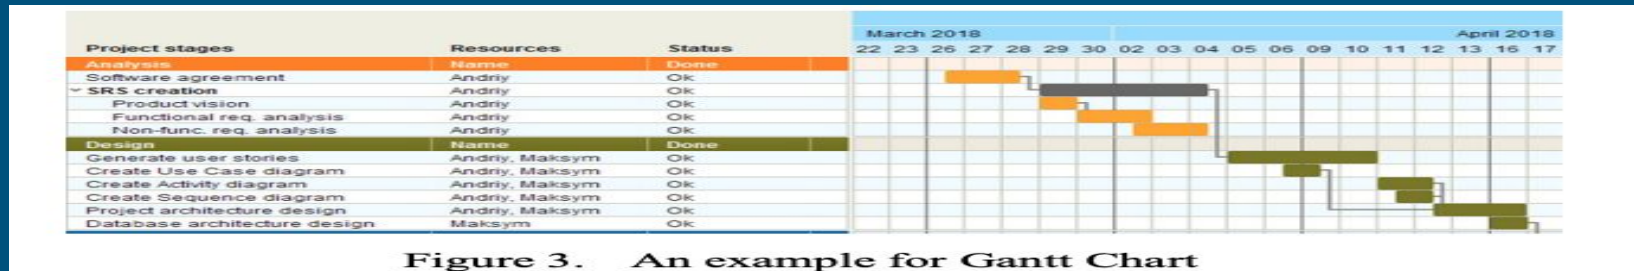 March 2018 April 2018
Project stages Resources Status 22 23 26 27 28 29 30 02 03 04 05 06 09 10 11 12 13 16 17
Analysis Name Done
Software agreement Andriy Ok
SRS creation Andriy Ok
Product vision Andriy Ok
Functional req. analysis Andriy Ok
Non-func. req. analysis Andriy Ok
Design Name Done
Generate user stories Andriy, Maksym Ok
Create Use Case diagram Andriy, Maksym Ok
Create Activity diagram Andriy, Maksym Ok
Create Sequence diagram Andriy, Maksym Ok
Project architecture design Andriy, Maksym Ok
Database architecture design Maksym Ok
Figure 3. An example for Gantt Chart